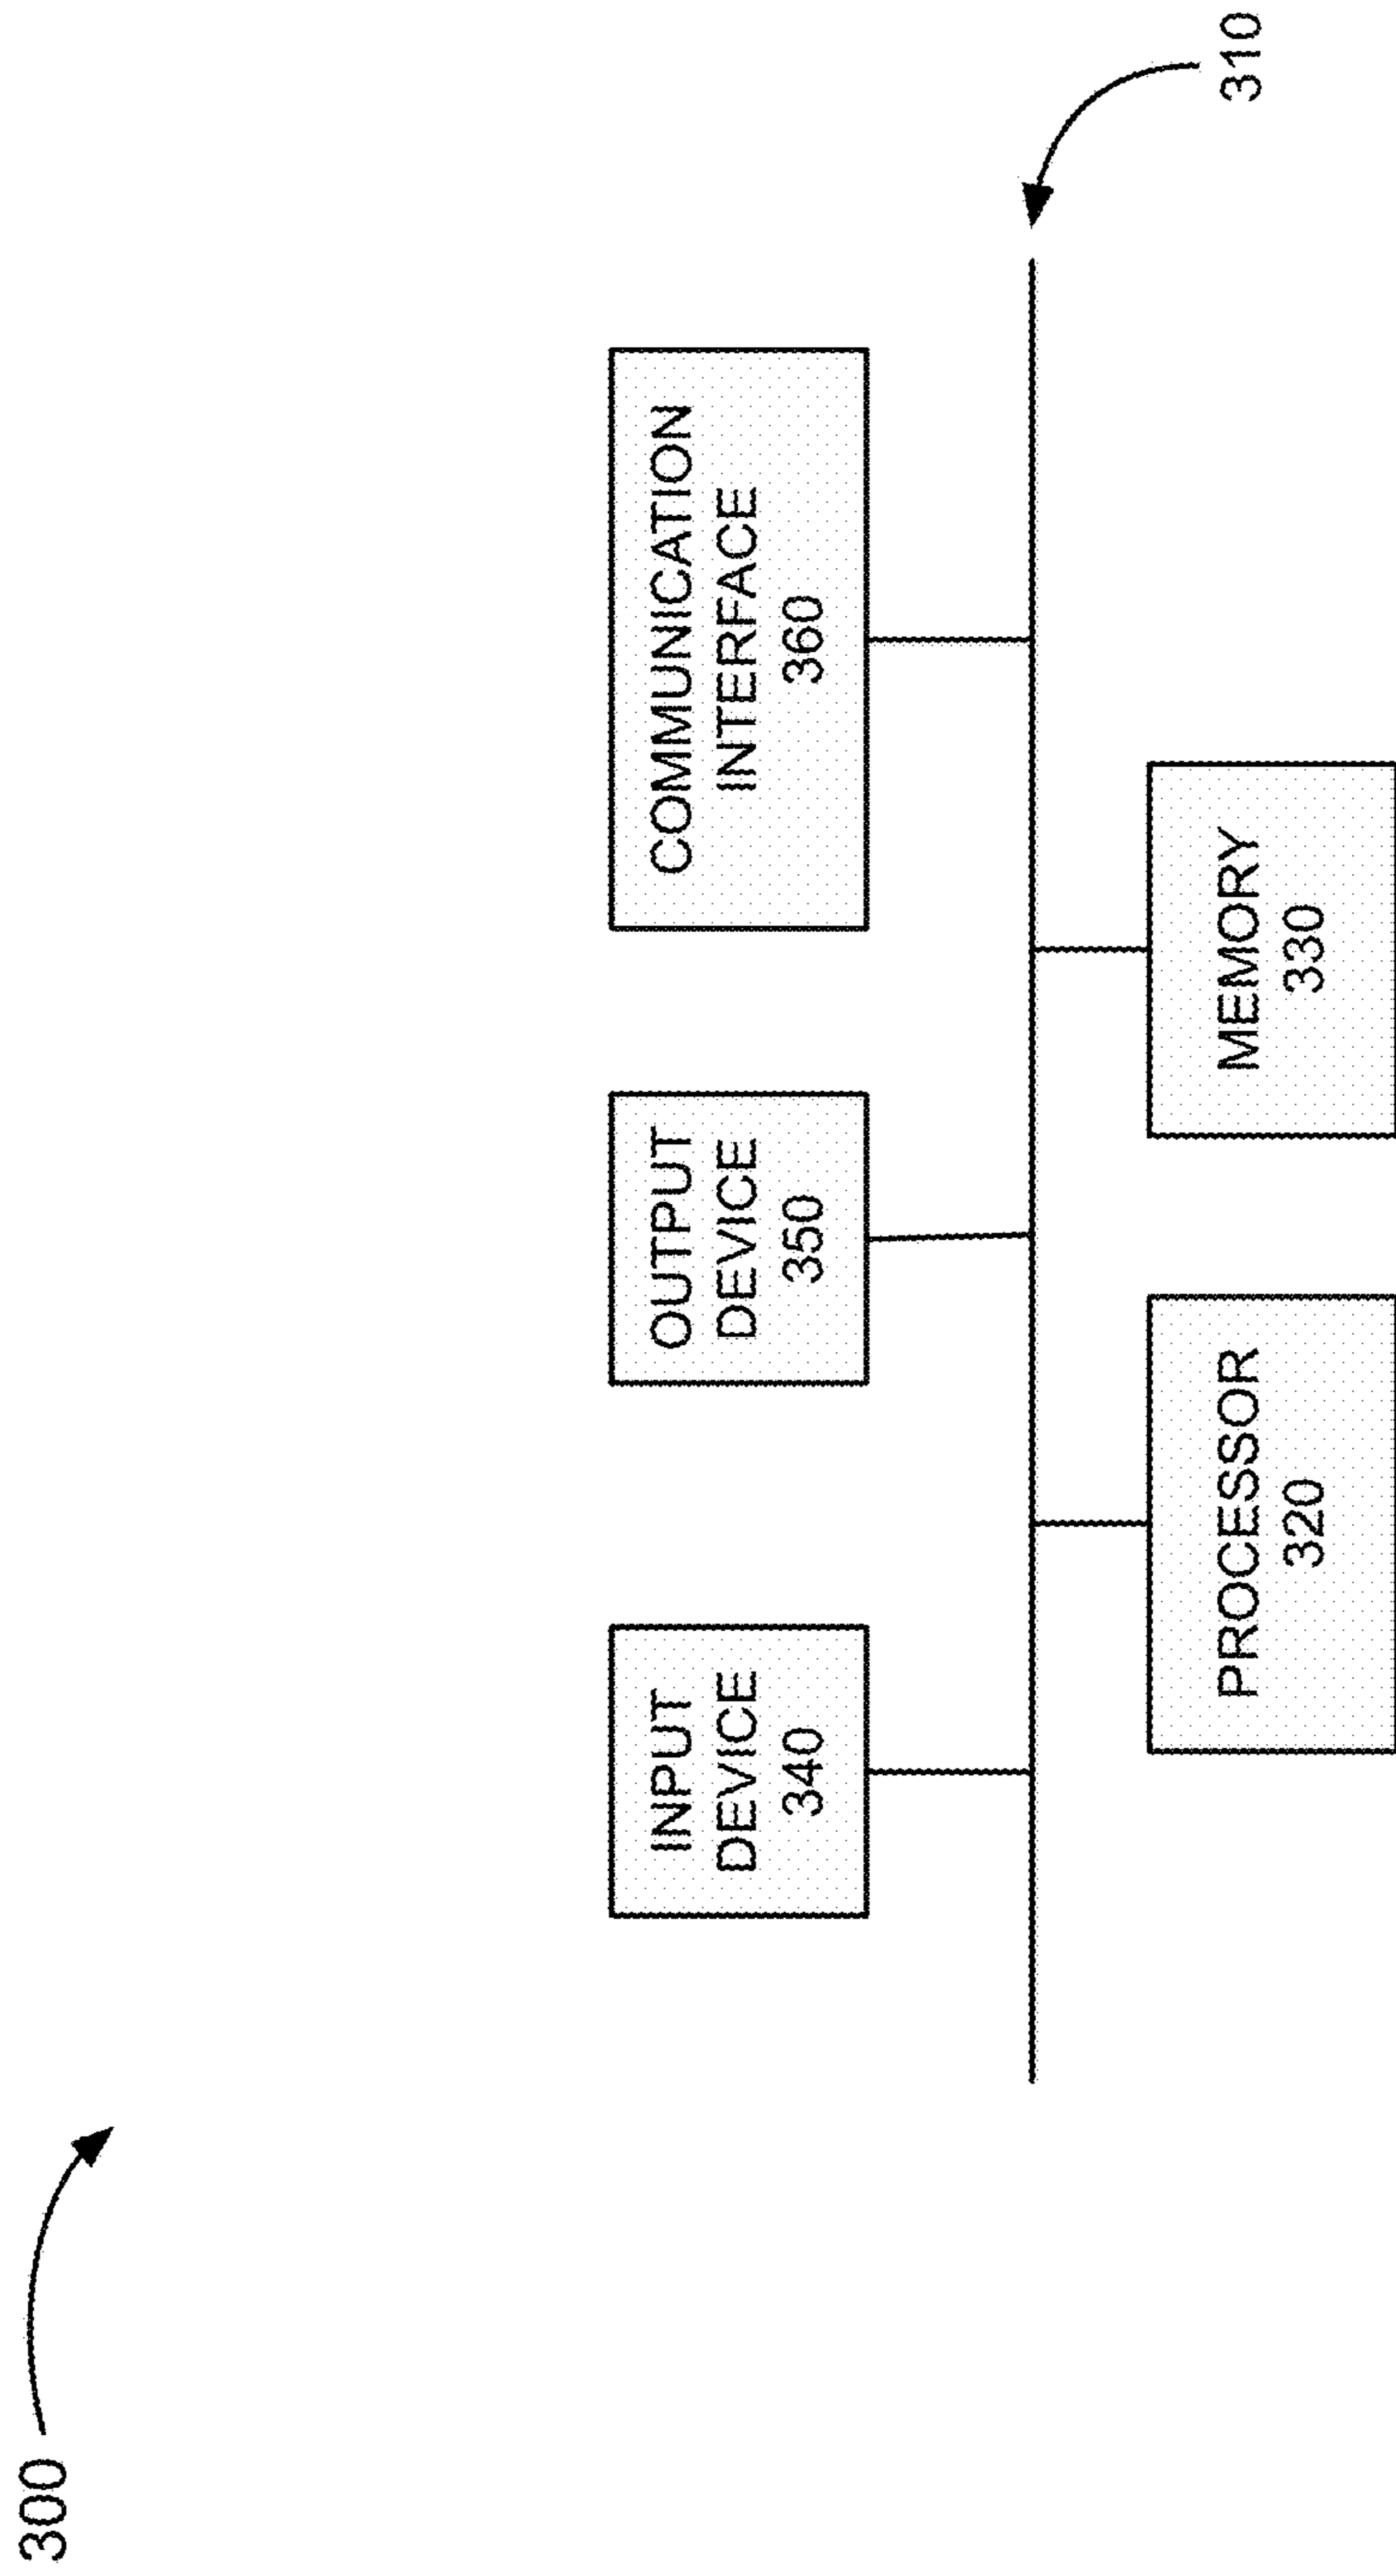 300
INPUT
DEVICE
340
OUTPUT
DEVICE
350
COMMUNICATION
INTERFACE
360
310
PROCESSOR
320
MEMORY
330